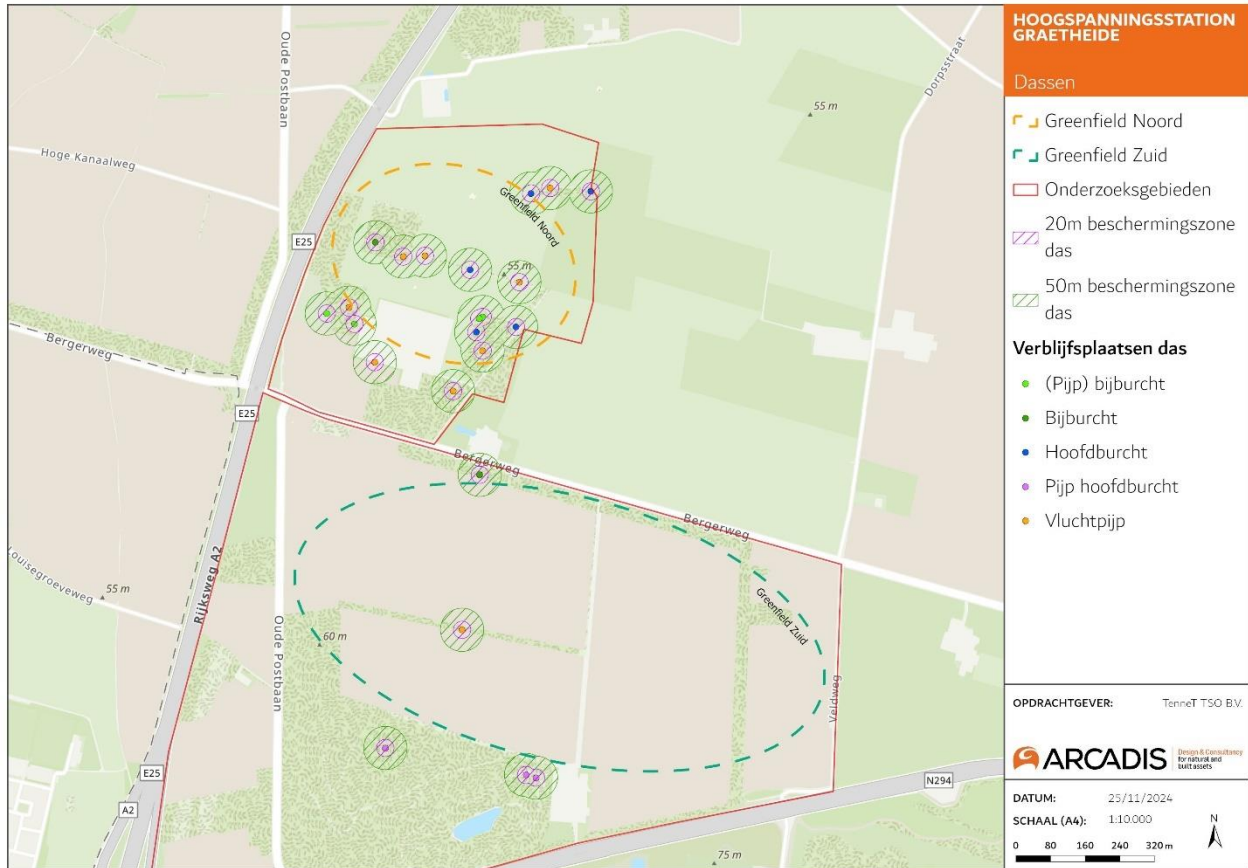 Oude Postbaan
Dorpsstraat
55 m
Hoge Kanaalweg
Greenfield Noord
E25
55 m
Bergerweg
E25
Bergerweg
Bergerweg
Louisegroeveweg
55 m
Rijksweg A2
Oude Postbaan
60 m
Greenfield Zuid
Veldweg
E25
A2
N294
75 m
HOOGSPANNINGSSTATION
GRAETHEIDE
Dassen
Greenfield Noord
Greenfield Zuid
Onderzoeksgebieden
20m beschermingszone
das
50m beschermingszone
das
Verblijfsplaatsen das
(Pijp) bijburcht
Bijburcht
Hoofdburcht
Pijp hoofdburcht
Vluchtpijp
OPDRACHTGEVER: TenneT TSO B.V.
ARCADIS
Design & Consultancy
for natural and
built assets
DATUM: 25/11/2024
SCHAAL (A4): 1:10.000
N
0 80 160 240 320 m